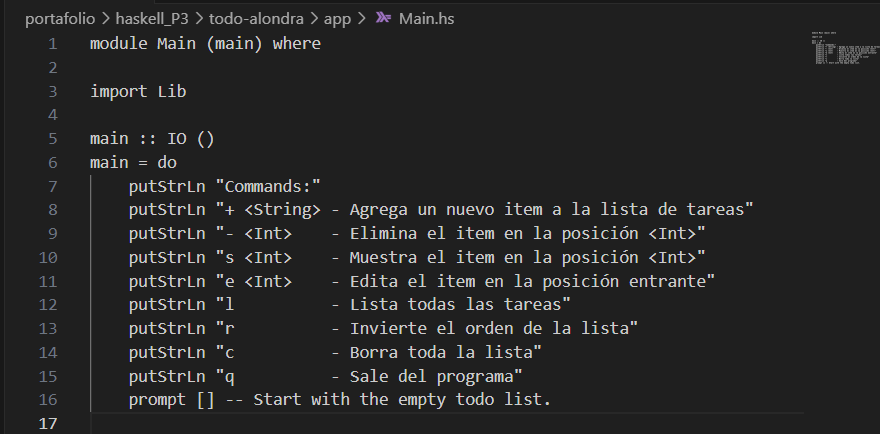 portafolio > haskell_P3 > todo-alondra > app > Main.hs
1 module Main (main) where
2
3 import Lib
4
5 main :: IO ()
6 main = do
7     putStrLn "Commands:"
8     putStrLn "+ <String> - Agrega un nuevo item a la lista de tareas"
9     putStrLn "- <Int>    - Elimina el item en la posición <Int>"
10     putStrLn "s <Int>    - Muestra el item en la posición <Int>"
11     putStrLn "e <Int>    - Edita el item en la posición entrante"
12     putStrLn "l          - Lista todas las tareas"
13     putStrLn "r          - Invierte el orden de la lista"
14     putStrLn "c          - Borra toda la lista"
15     putStrLn "q          - Sale del programa"
16     prompt [] -- Start with the empty todo list.
17